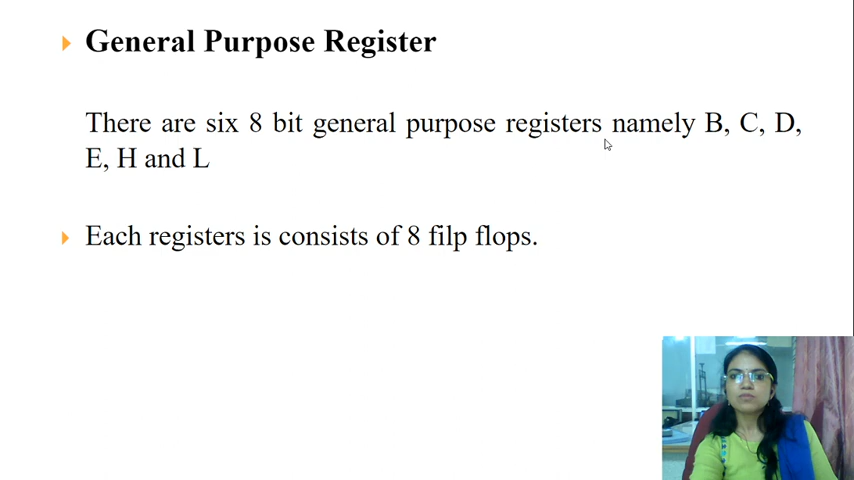 General Purpose Register
There are six 8 bit general purpose registers namely B, C, D,
E, H and L
Each registers is consists of 8 filp flops.